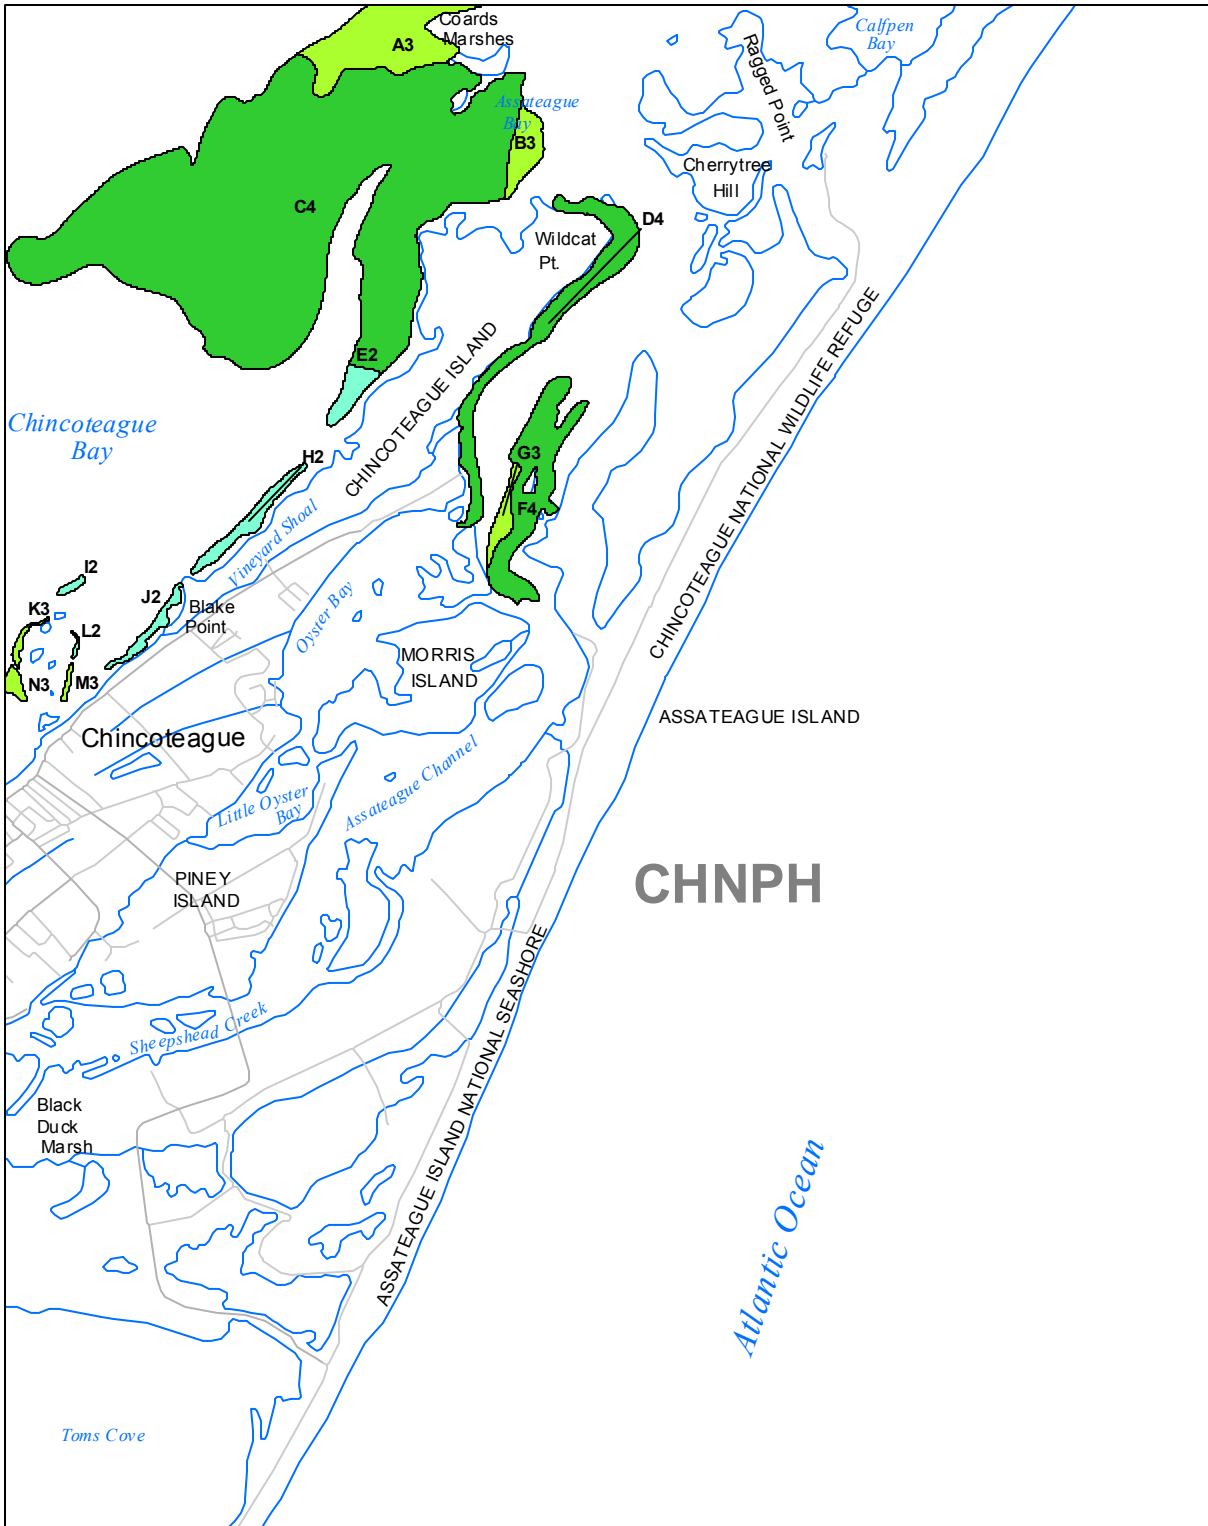 Coards
Marshes
A3
Calfpen
Bay
Ragged Point
Assateague
Bay
B3
Cherrytree
Hill
C4
D4
Wildcat
Pt.
E2
CHINCOTEAGUE ISLAND
CHINCOTEAGUE NATIONAL WILDLIFE REFUGE
Chincoteague
Bay
H2
G3
F4
Vineyard Shoal
I2
J2
K3
Blake
Point
L2
Oyster Bay
N3
M3
MORRIS
ISLAND
Chincoteague
ASSATEAGUE ISLAND
Assateague Channel
Little Oyster
Bay
PINEY
ISLAND
CHNPH
ASSATEAGUE ISLAND NATIONAL SEASHORE
Sheepshead Creek
Black
Duck
Marsh
Atlantic Ocean
Toms Cove